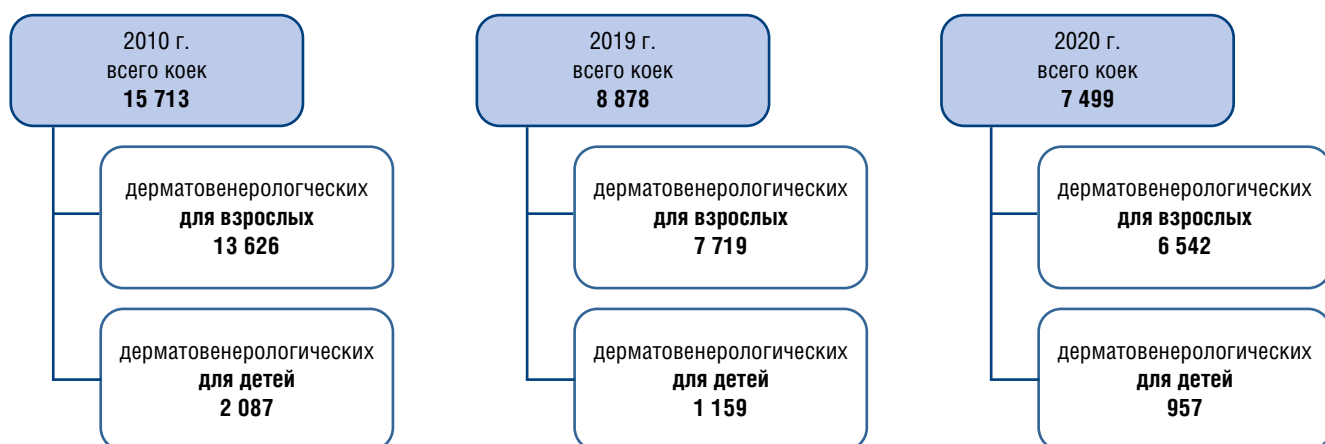 2010 г.
всего коек
15 713
дерматовенерологческих
для взрослых
13 626
дерматовенерологических
для детей
2 087
2019 г.
всего коек
8 878
дерматовенерологических
для взрослых
7 719
дерматовенерологических
для детей
1 159
2020 г.
всего коек
7 499
дерматовенерологических
для взрослых
6 542
дерматовенерологических
для детей
957